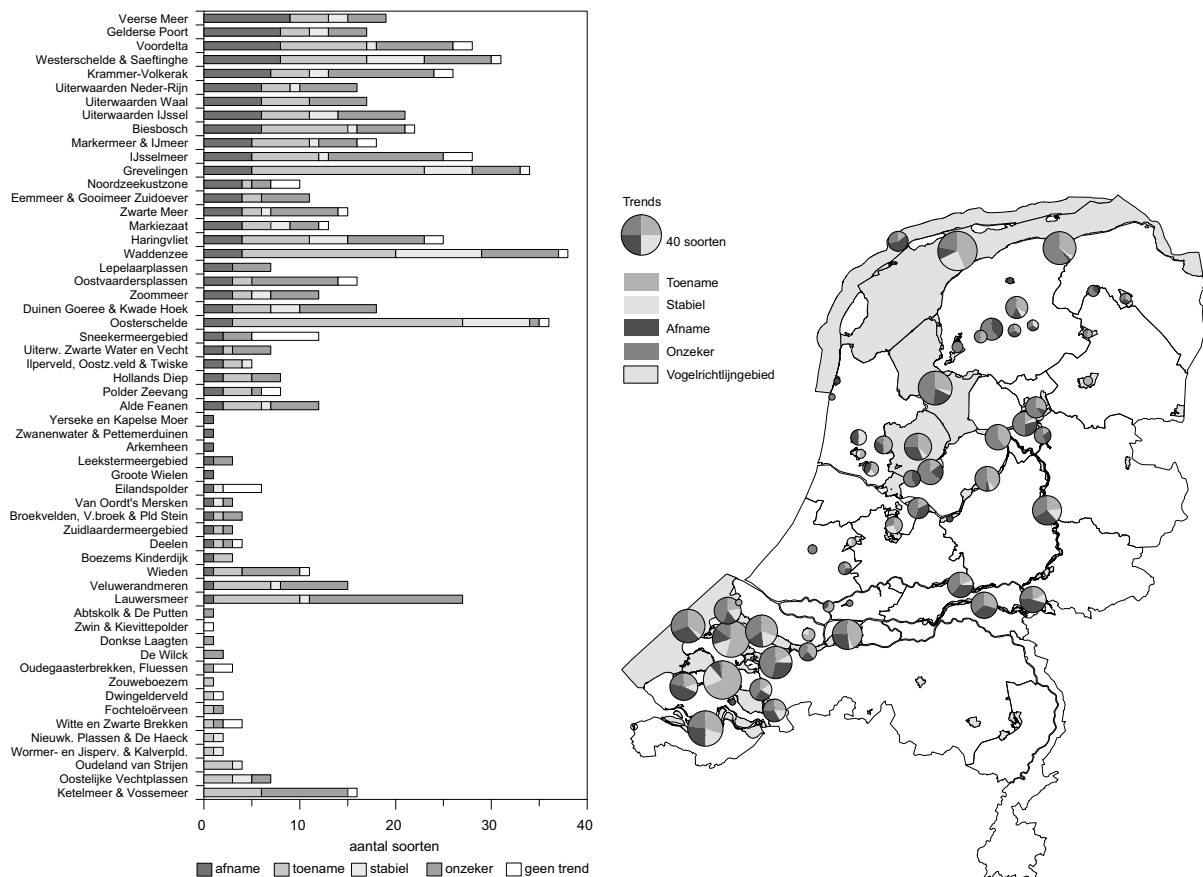 Veerse Meer
Gelderse Poort
Voordelta
Westerschelde & Saeftinghe
Krammer-Volkerak
Uiterwaarden Neder-Rijn
Uiterwaarden Waal
Uiterwaarden IJssel
Biesbosch
Markermeer & IJmeer
IJsselmeer
Grevelingen
Noordzeekustzone
Eemmeer & Gooimeer Zuidoever
Zwarte Meer
Markiezaat
Haringvliet
Waddenzee
Lepelaarplassen
Oostvaardersplassen
Zoommeer
Duinen Goeree & Kwade Hoek
Oosterschelde
Sneekermeergebied
Uiterw. Zwarte Water en Vecht
Ilperveld, Oostz.veld & Twiske
Hollands Diep
Polder Zeevang
Alde Feanen
Yerseke en Kapelse Moer
Zwanenwater & Pettemerduinen
Arkemheen
Leekstermeergebied
Groote Wielen
Eilandspolder
Van Oordt's Mersken
Broekvelden, V.broek & Pld Stein
Zuidlaardermeergebied
Deelen
Boezems Kinderdijk
Wieden
Veluwerandmeren
Lauwersmeer
Abtskolk & De Putten
Zwin & Kievittepolder
Donkse Laagten
De Wilck
Oudegaasterbrekken, Fluessen
Zouweboezem
Dwingelderveld
Fochteloërveen
Witte en Zwarte Brekken
Nieuwk. Plassen & De Haeck
Wormer- en Jisperv. & Kalverpld.
Oudeland van Strijen
Oostelijke Vechtplassen
Ketelmeer & Vossemeer
0 10 20 30 40
aantal soorten
afname toename stabiel onzeker geen trend
Trends
40 soorten
Toename
Stabiel
Afname
Onzeker
Vogelrichtlijngebied